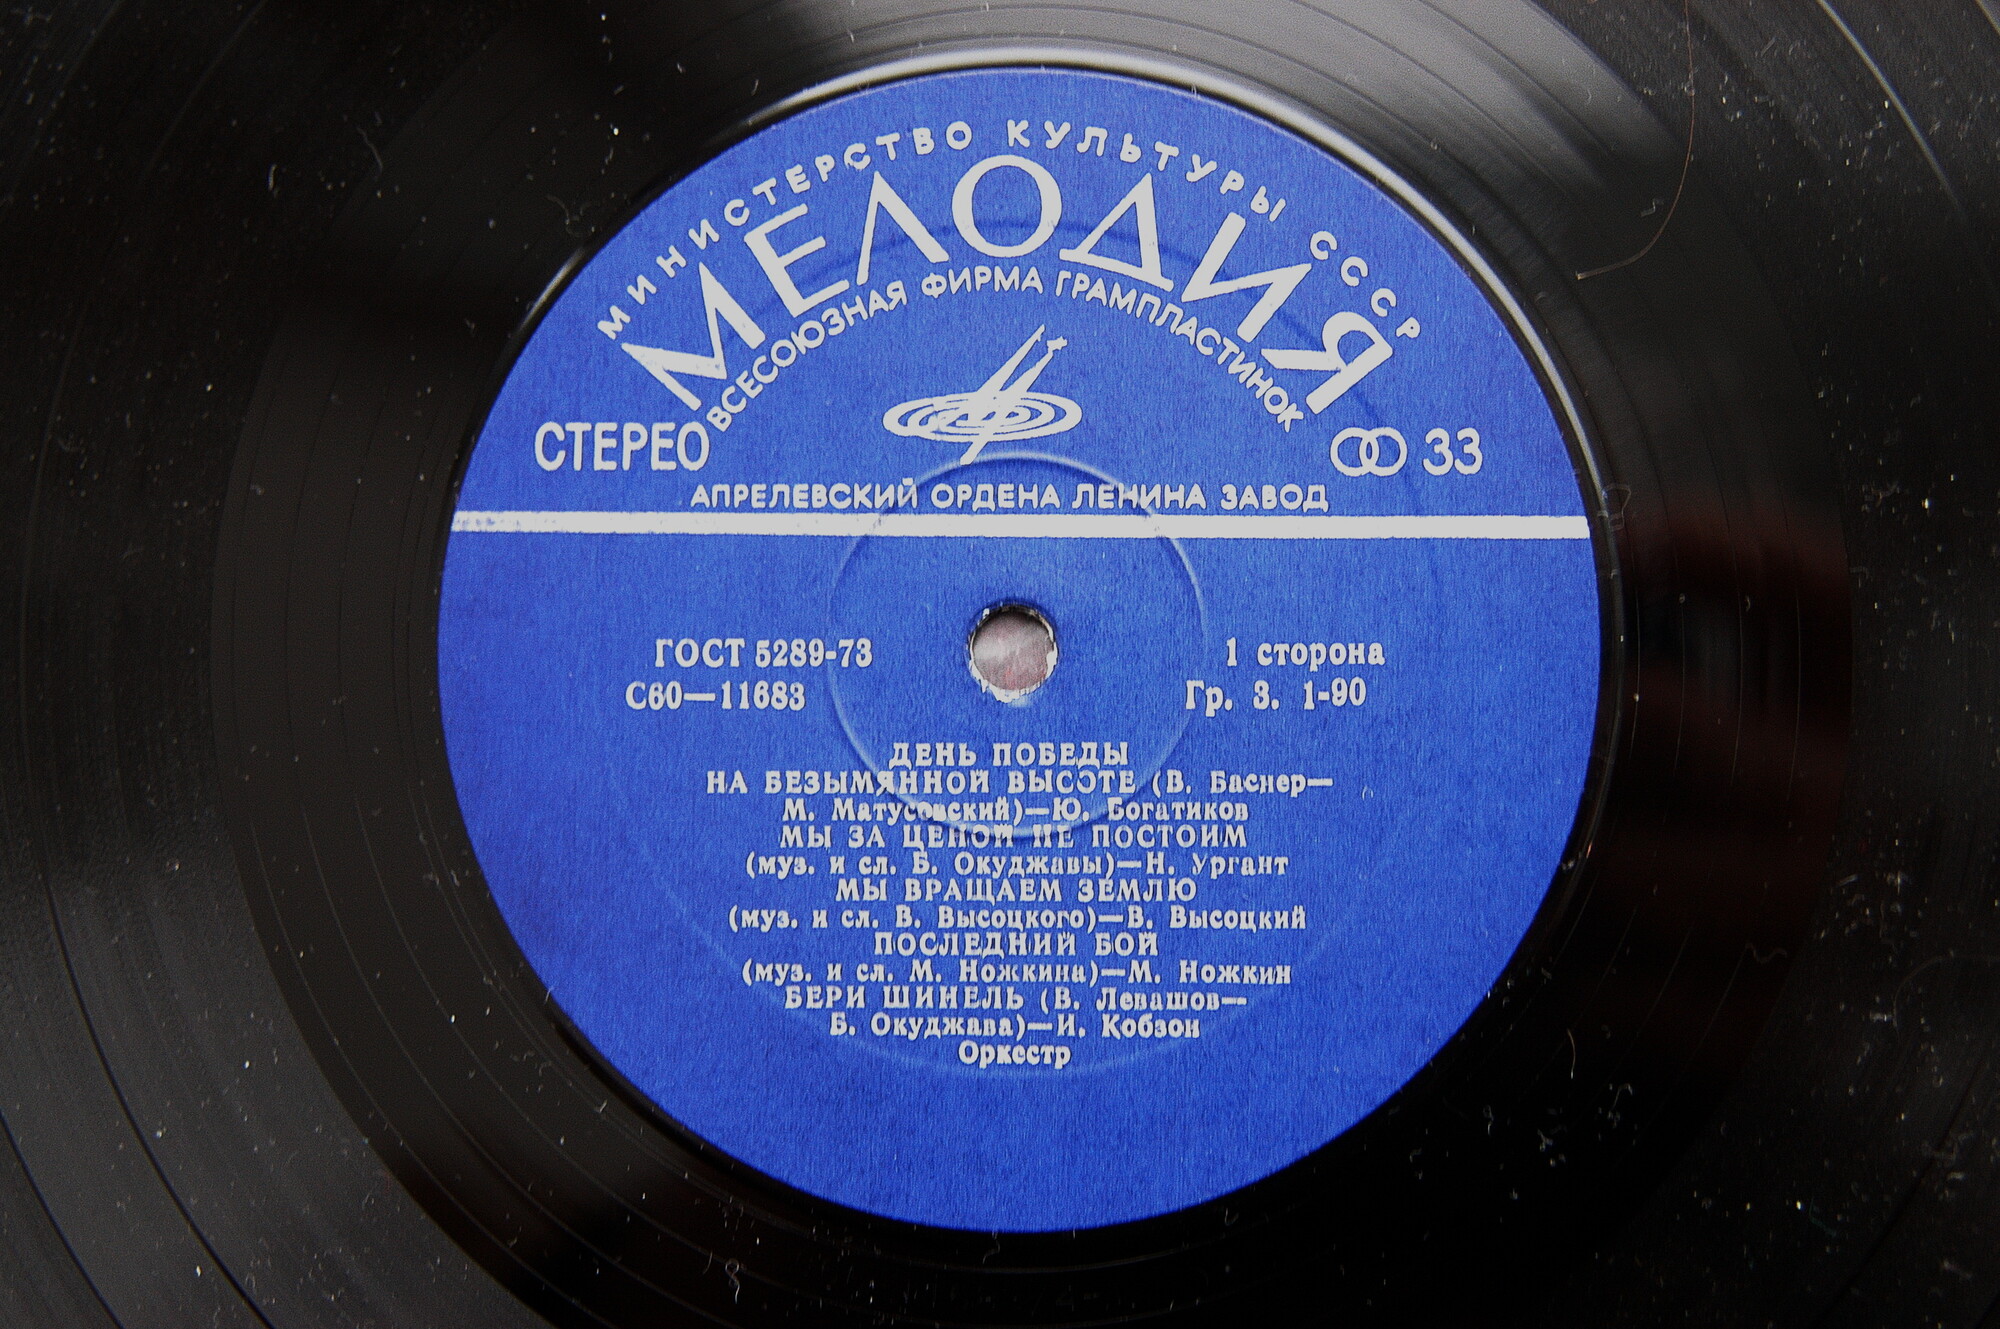 МИНИСТЕРСТВО КУЛЬТУРЫ СССР
МЕЛОДИЯ
ВСЕСОЮЗНАЯ ФИРМА ГРАМПЛАСТИНОК
СТЕРЕО 33
АПРЕЛЕВСКИЙ ОРДЕНА ЛЕНИНА ЗАВОД
ГОСТ 5289-73 1 сторона
С60—11683 Гр. 3. 1-90
ДЕНЬ ПОБЕДЫ
НА БЕЗЫМЯННОЙ ВЫСОТЕ (В. Баснер—
М. Матусовский)—Ю. Богатиков
МЫ ЗА ЦЕНОЙ НЕ ПОСТОИМ
(муз. и сл. Б. Окуджавы)—Н. Ургант
МЫ ВРАЩАЕМ ЗЕМЛЮ
(муз. и сл. В. Высоцкого)—В. Высоцкий
ПОСЛЕДНИЙ БОЙ
(муз. и сл. М. Ножкина)—М. Ножкин
БЕРИ ШИНЕЛЬ (В. Левашов—
Б. Окуджава)—И. Кобзон
Оркестр